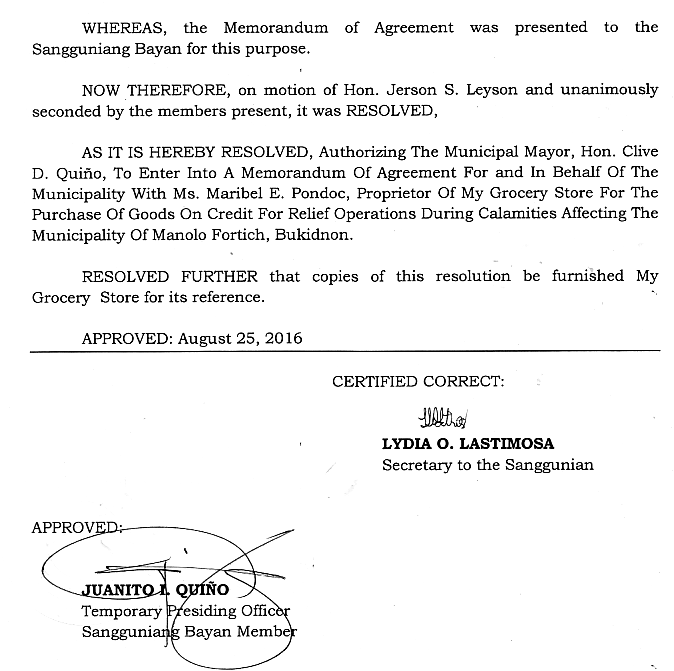 WHEREAS, the Memorandum of Agreement was presented to the
Sangguniang Bayan for this purpose.
NOW THEREFORE, on motion of Hon. Jerson S. Leyson and unanimously
seconded by the members present, it was RESOLVED,
AS IT IS HEREBY RESOLVED, Authorizing The Municipal Mayor, Hon. Clive
D. Quiño, To Enter Into A Memorandum Of Agreement For and In Behalf Of The
Municipality With Ms. Maribel E. Pondoc, Proprietor Of My Grocery Store For The
Purchase Of Goods On Credit For Relief Operations During Calamities Affecting The
Municipality Of Manolo Fortich, Bukidnon.
RESOLVED FURTHER that copies of this resolution be furnished My
Grocery Store for its reference.
APPROVED: August 25, 2016
CERTIFIED CORRECT:
LYDIA O. LASTIMOSA
Secretary to the Sanggunian
APPROVED:
JUANITO QUIÑO
Temporary Presiding Officer
Sangguniang Bayan Member